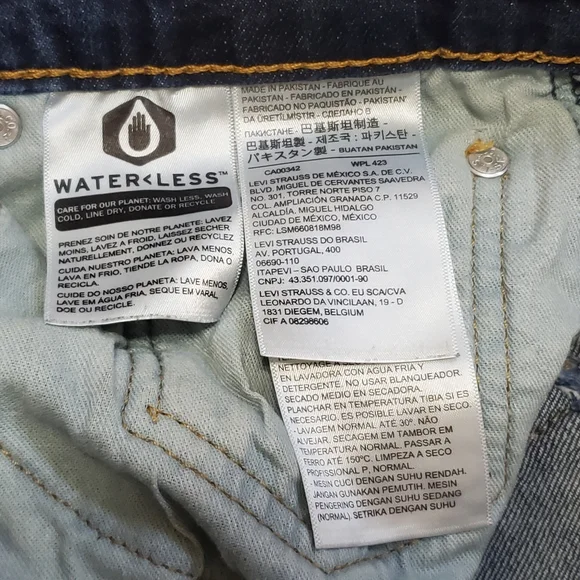 WATER<LESS™
CARE FOR OUR PLANET: WASH LESS, WASH
COLD, LINE DRY, DONATE OR RECYCLE
PRENEZ SOIN DE NOTRE PLANETE: LAVEZ
MOINS, LAVEZ A FROID, LAISSEZ SECHER
NATURELLEMENT, DONNEZ OU RECYCLEZ
CUIDA NUESTRO PLANETA: LAVA MENOS,
LAVA EN FRIO, TIENDE LA ROPA, DONA O
RECICLA
CUIDE DO NOSSO PLANETA: LAVE MENOS,
LAVE EM ÁGUA FRIA, SEQUE EM VARAL,
DOE OU RECICLE
MADE IN PAKISTAN - FABRIQUE AU
PAKISTAN - FABRICADO EN PAKISTAN -
FABRICADO NO PAQUISTÃO - PAKISTAN
DA ÜRETİLMİŞTİR - СДЕЛАНО В
ПАКИСТАНЕ - 巴基斯坦制造 -
巴基斯坦製 - 제조국 : 파키스탄 -
パキスタン製 - BUATAN PAKISTAN
CA00342 WPL 423
LEVI STRAUSS DE MÉXICO S.A. DE C.V.
BLVD. MIGUEL DE CERVANTES SAAVEDRA
NO. 301, TORRE NORTE PISO 7
COL. AMPLIACIÓN GRANADA C.P. 11529
ALCALDÍA. MIGUEL HIDALGO
CIUDAD DE MÉXICO, MÉXICO
RFC: LSM660818M98
LEVI STRAUSS DO BRASIL
AV. PORTUGAL, 400
06690-110
ITAPEVI – SAO PAULO BRASIL
CNPJ: 43.351.097/0001-90
LEVI STRAUSS & CO. EU SCA/CVA
LEONARDO DA VINCILAAN, 19 - D
1831 DIEGEM, BELGIUM
CIF A 08298606
NETTOYAGE A
EN LAVADORA CON AGUA FRIA Y
DETERGENTE. NO USAR BLANQUEADOR.
SECADO MEDIO EN SECADORA.
PLANCHAR EN TEMPERATURA TIBIA SI ES
NECESARIO. ES POSIBLE LAVAR EN SECO.
- LAVAGEM NORMAL ATÉ 30°. NÃO
ALVEJAR, SECAGEM EM TAMBOR EM
TEMPERATURA NORMAL. PASSAR A
FERRO ATÉ 150°C. LIMPEZA A SECO
PROFISSIONAL, P, NORMAL.
- MESIN CUCI DENGAN SUHU RENDAH.
JANGAN GUNAKAN PEMUTIH. MESIN
PENGERING DENGAN SUHU SEDANG
(NORMAL). SETRIKA DENGAN SUHU